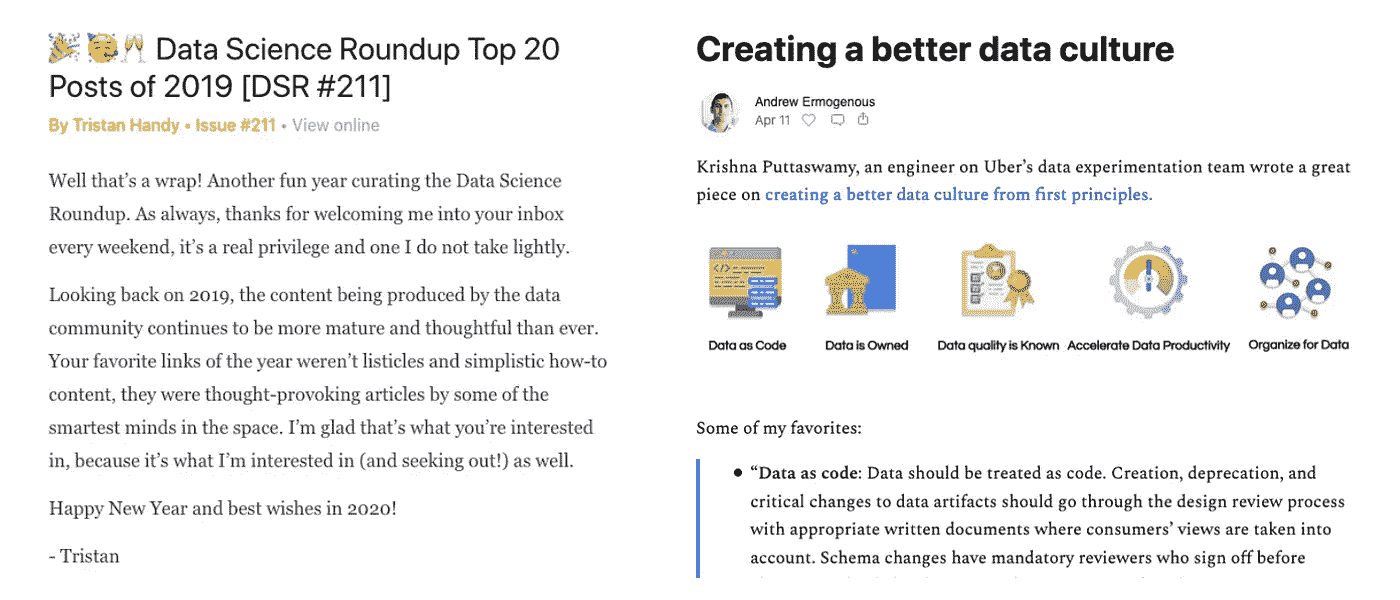 🎉🥳🥂 Data Science Roundup Top 20
Posts of 2019 [DSR #211]
By Tristan Handy • Issue #211 • View online
Well that’s a wrap! Another fun year curating the Data Science
Roundup. As always, thanks for welcoming me into your inbox
every weekend, it’s a real privilege and one I do not take lightly.
Looking back on 2019, the content being produced by the data
community continues to be more mature and thoughtful than ever.
Your favorite links of the year weren’t listicles and simplistic how-to
content, they were thought-provoking articles by some of the
smartest minds in the space. I’m glad that’s what you’re interested
in, because it’s what I’m interested in (and seeking out!) as well.
Happy New Year and best wishes in 2020!
- Tristan
Creating a better data culture
Andrew Ermogenous
Apr 11
Krishna Puttaswamy, an engineer on Uber’s data experimentation team wrote a great
piece on creating a better data culture from first principles.
</>
Data as Code Data is Owned Data quality is Known Accelerate Data Productivity Organize for Data
Some of my favorites:
● “Data as code: Data should be treated as code. Creation, deprecation, and
critical changes to data artifacts should go through the design review process
with appropriate written documents where consumers’ views are taken into
account. Schema changes have mandatory reviewers who sign off before